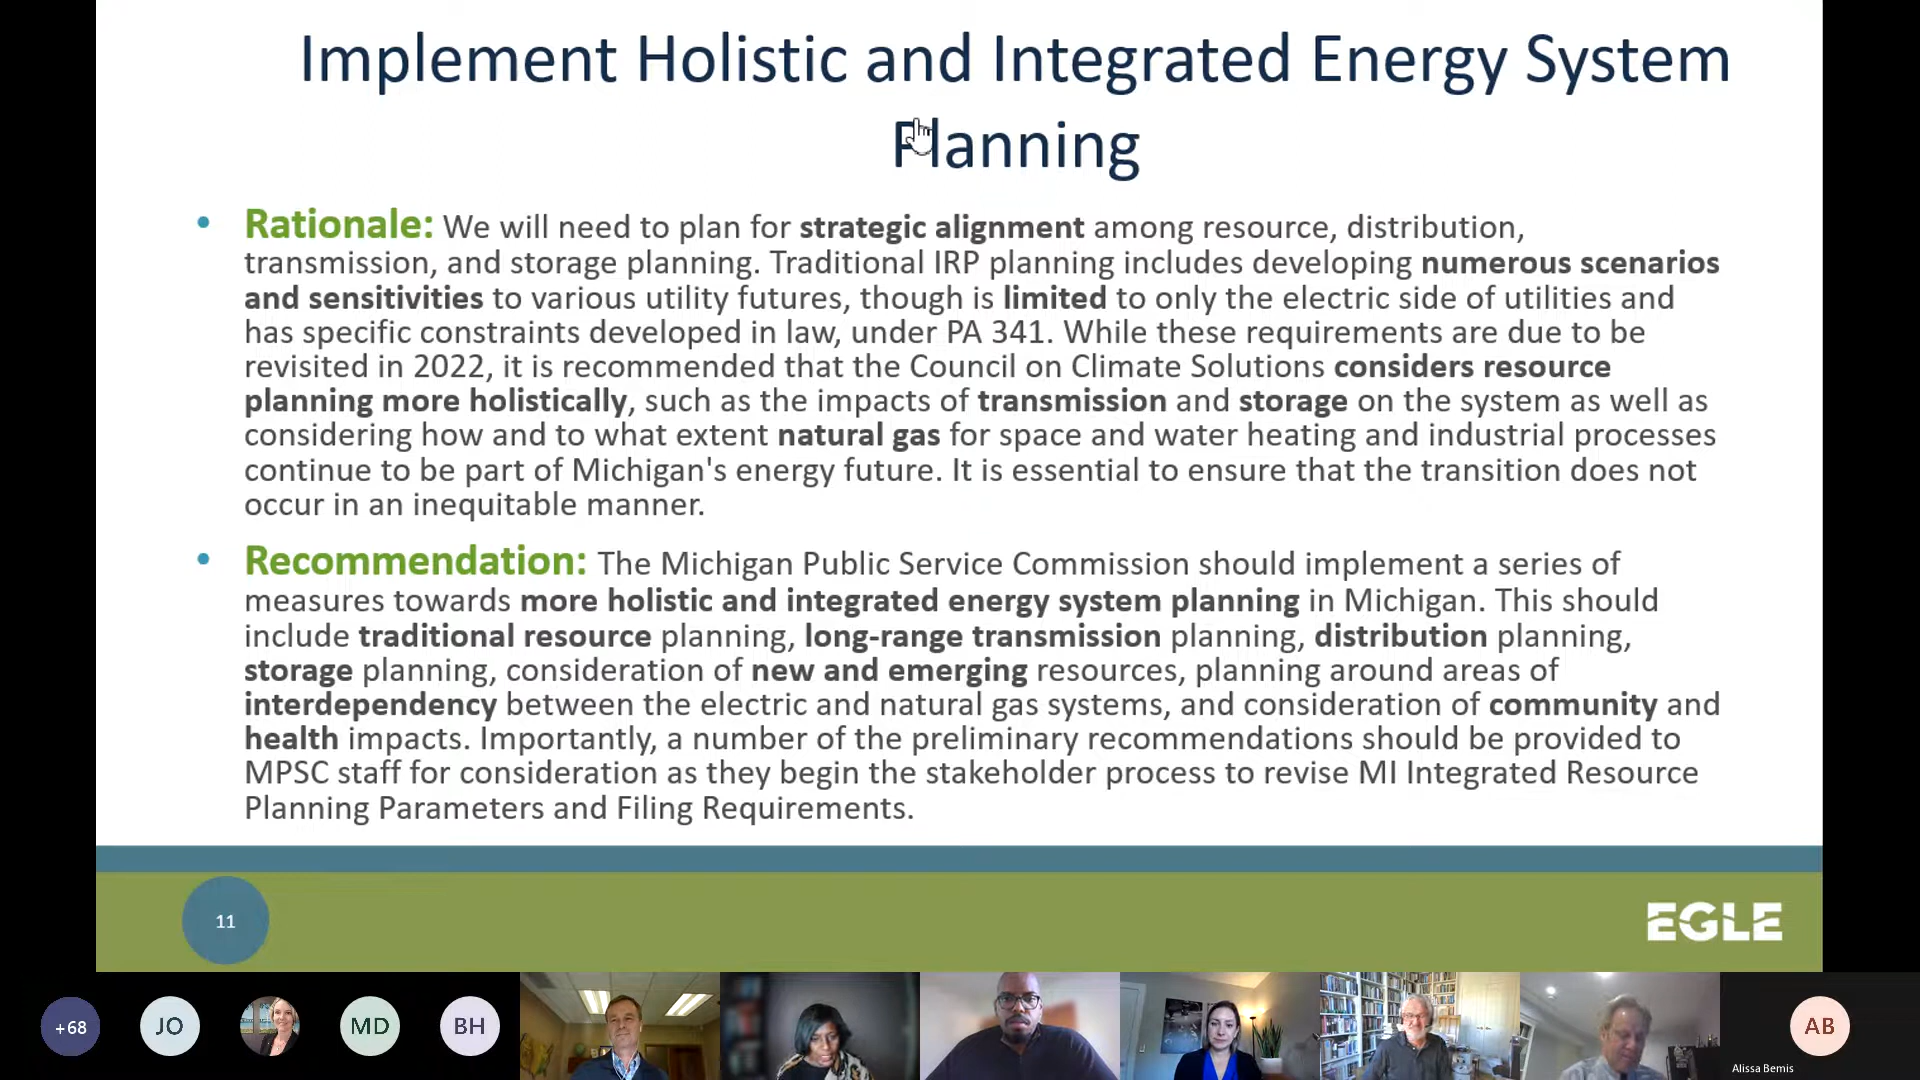 Implement Holistic and Integrated Energy System
Planning
• Rationale: We will need to plan for strategic alignment among resource, distribution,
transmission, and storage planning. Traditional IRP planning includes developing numerous scenarios
and sensitivities to various utility futures, though is limited to only the electric side of utilities and
has specific constraints developed in law, under PA 341. While these requirements are due to be
revisited in 2022, it is recommended that the Council on Climate Solutions considers resource
planning more holistically, such as the impacts of transmission and storage on the system as well as
considering how and to what extent natural gas for space and water heating and industrial processes
continue to be part of Michigan's energy future. It is essential to ensure that the transition does not
occur in an inequitable manner.
• Recommendation: The Michigan Public Service Commission should implement a series of
measures towards more holistic and integrated energy system planning in Michigan. This should
include traditional resource planning, long-range transmission planning, distribution planning,
storage planning, consideration of new and emerging resources, planning around areas of
interdependency between the electric and natural gas systems, and consideration of community and
health impacts. Importantly, a number of the preliminary recommendations should be provided to
MPSC staff for consideration as they begin the stakeholder process to revise MI Integrated Resource
Planning Parameters and Filing Requirements.
11
EGLE
+68
JO
MD
BH
AB
Alissa Bemis